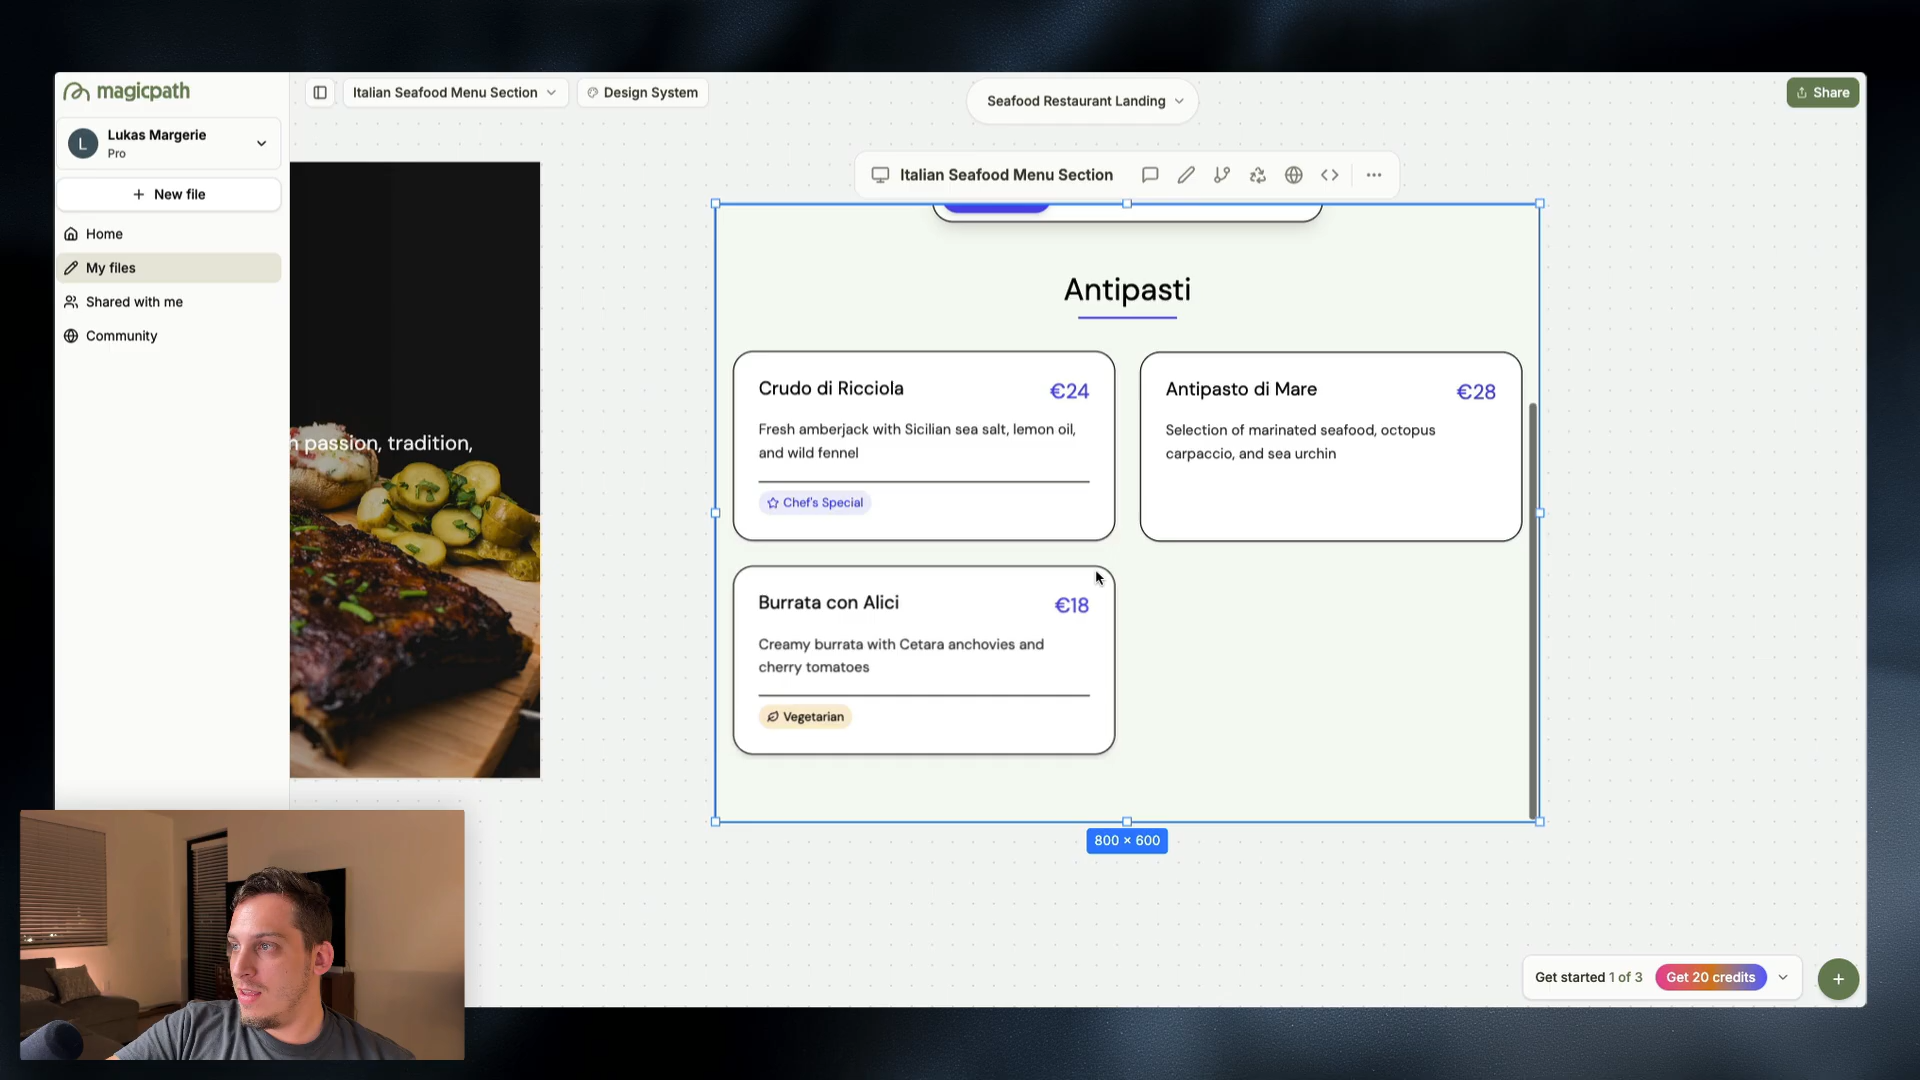 magicpath
Italian Seafood Menu Section
Design System
Seafood Restaurant Landing
Share
L
Lukas Margerie
Pro
New file
Home
My files
Shared with me
Community
Italian Seafood Menu Section
Antipasti
Crudo di Ricciola
€24
Fresh amberjack with Sicilian sea salt, lemon oil,
and wild fennel
Chef's Special
Antipasto di Mare
€28
Selection of marinated seafood, octopus
carpaccio, and sea urchin
passion, tradition,
Burrata con Alici
€18
Creamy burrata with Cetara anchovies and
cherry tomatoes
Vegetarian
800 × 600
Get started 1 of 3
Get 20 credits